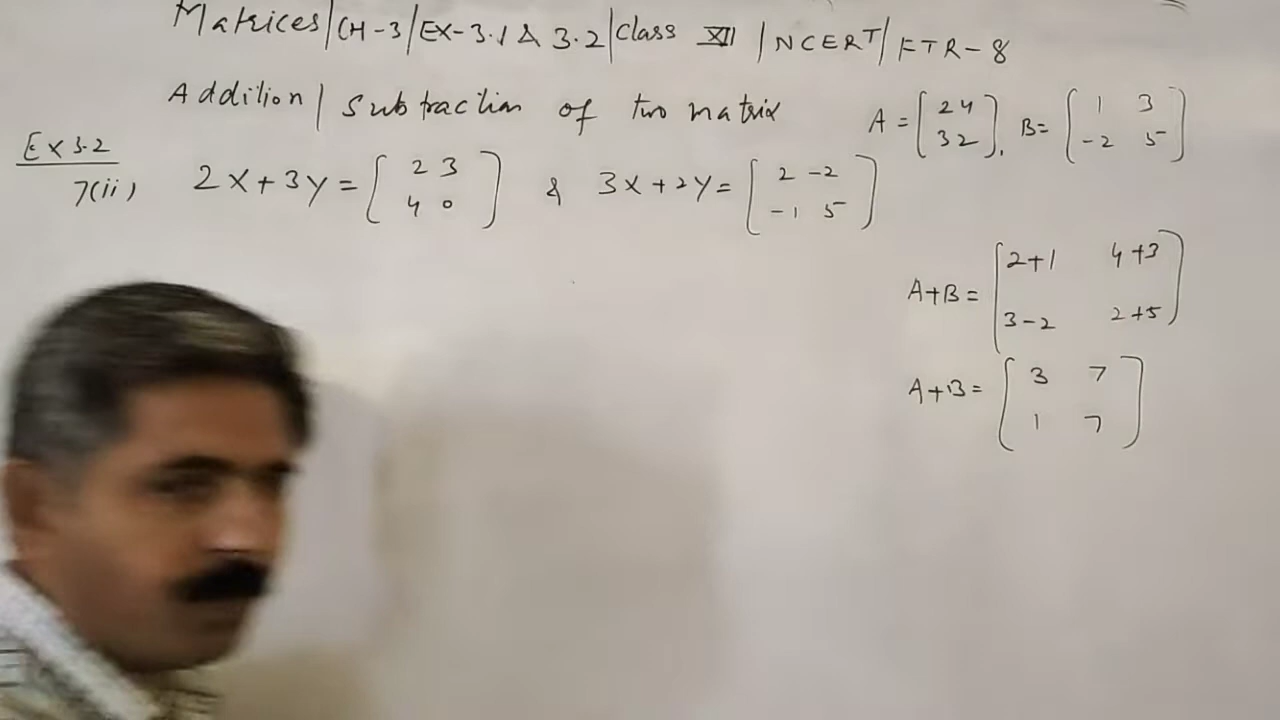 Matrices/CH-3/EX-3.1 & 3.2/Class XII/NCERT/FTR-8
Addition/Subtraction of two matrix
A = [2 4
3 2], B = [1 3
-2 5]
Ex 3.2
7(ii) 2X+3Y = [2 3
4 0] & 3X+2Y = [2 -2
-1 5]
A+B = [2+1 4+3
3-2 2+5]
A+B = [3 7
1 7]